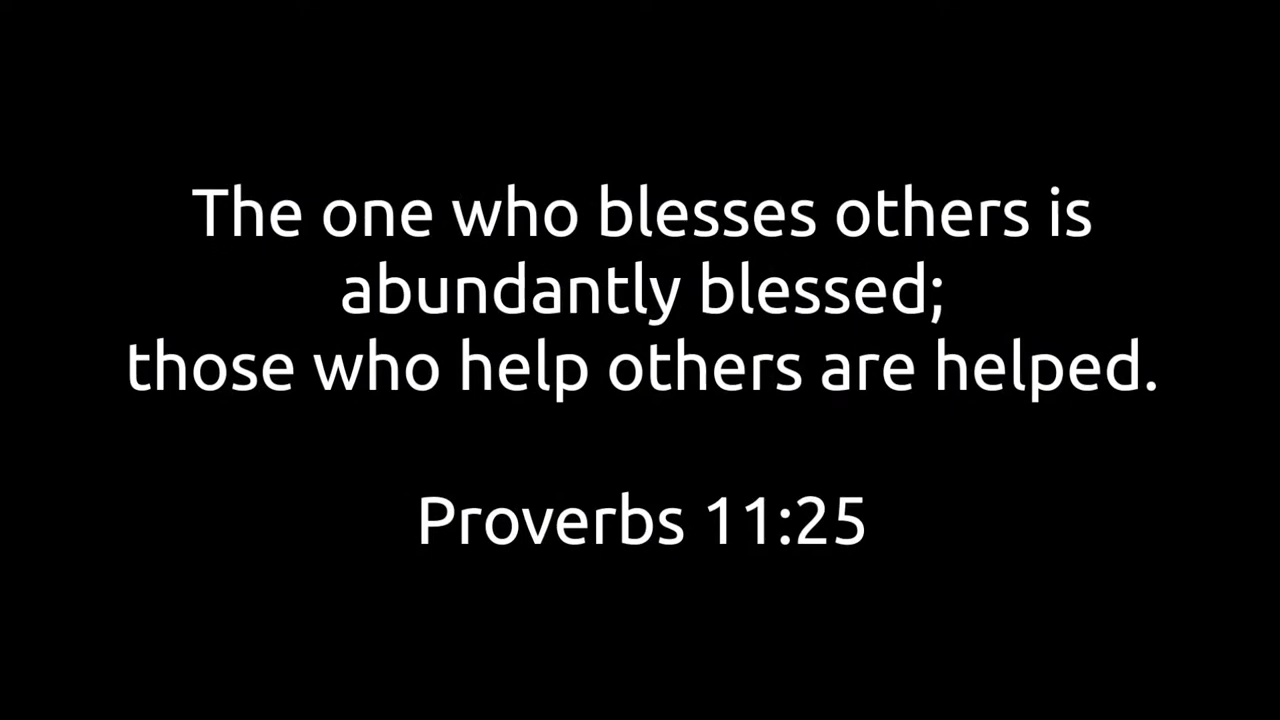 The one who blesses others is
abundantly blessed;
those who help others are helped.
Proverbs 11:25